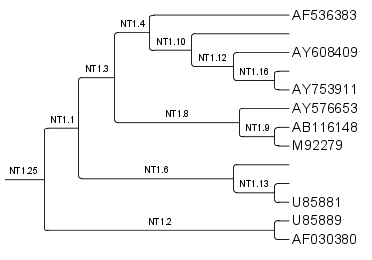 NT1.4
AF536383
NT1.10
NT1.12
AY608409
NT1.3
NT1.16
AY753911
NT1.8
AY576653
NT1.1
NT1.9
AB116148
M92279
NT1.25
NT1.6
NT1.13
U85881
NT1.2
U85889
AF030380